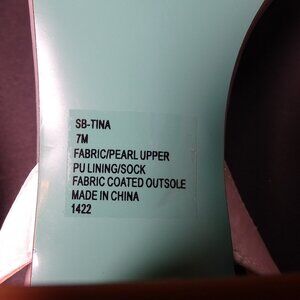 SB-TINA
7M
FABRIC/PEARL UPPER
PU LINING/SOCK
FABRIC COATED OUTSOLE
MADE IN CHINA
1422